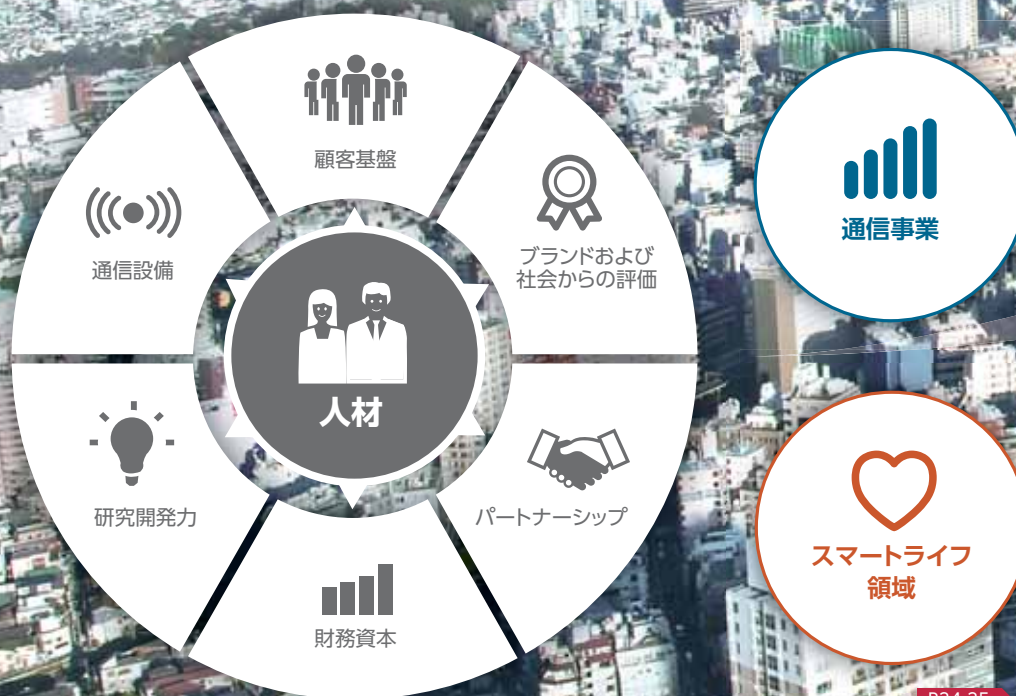 顧客基盤
ブランドおよび
社会からの評価
パートナーシップ
財務資本
研究開発力
通信設備
人材
通信事業
スマートライフ
領域